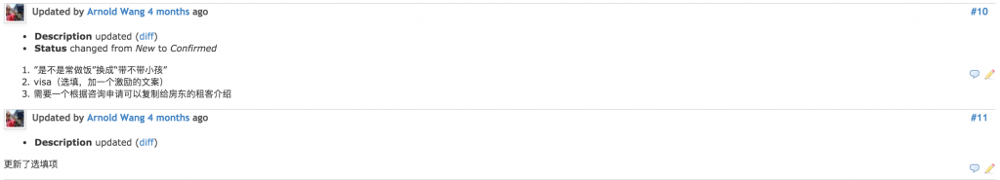 Updated by Arnold Wang 4 months ago #10
• Description updated (diff)
• Status changed from New to Confirmed
1. ”是不是常做饭”换成“带不带小孩”
2. visa（选填，加一个激励的文案）
3. 需要一个根据咨询申请可以复制给房东的租客介绍
Updated by Arnold Wang 4 months ago #11
• Description updated (diff)
更新了选填项